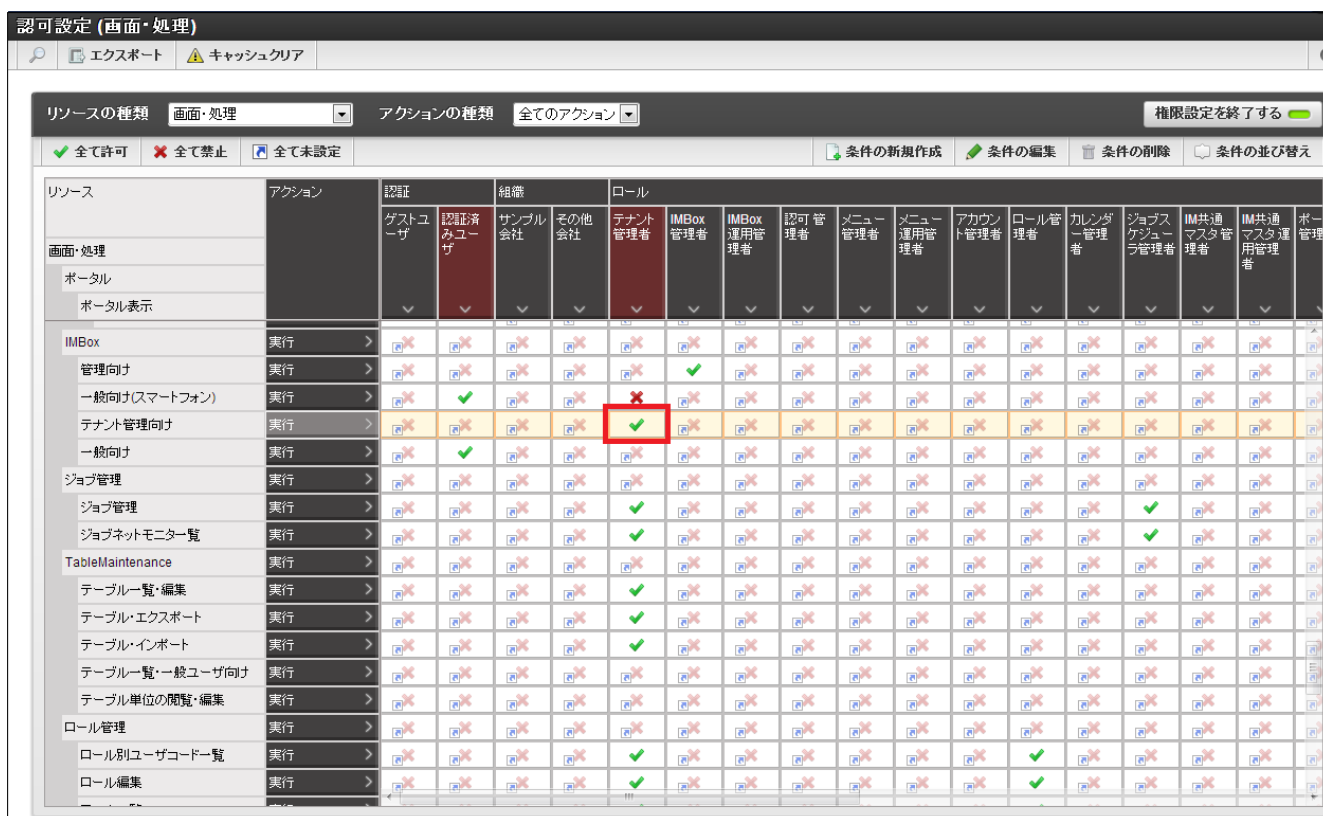 認可設定 (画面・処理)
エクスポート キャッシュクリア
リソースの種類 画面・処理 アクションの種類 全てのアクション 権限設定を終了する
全て許可 全て禁止 全て未設定 条件の新規作成 条件の編集 条件の削除 条件の並び替え
リソース アクション 認証 組織 ロール
ゲストユーザ 認証済みユーザ サンプル会社 その他会社 テナント管理者 IMBox管理者 IMBox運用管理者 認可管理者 メニュー管理者 メニュー運用管理者 アカウント管理者 ロール管理者 カレンダー管理者 ジョブスケジューラ管理者 IM共通マスタ管理者 IM共通マスタ運用管理者
画面・処理
ポータル
ポータル表示
IMBox 実行
管理向け 実行
一般向け(スマートフォン) 実行
テナント管理向け 実行
一般向け 実行
ジョブ管理 実行
ジョブ管理 実行
ジョブネットモニター覧 実行
TableMaintenance 実行
テーブル一覧・編集 実行
テーブル・エクスポート 実行
テーブル・インポート 実行
テーブル一覧・一般ユーザ向け 実行
テーブル単位の閲覧・編集 実行
ロール管理 実行
ロール別ユーザコード一覧 実行
ロール編集 実行